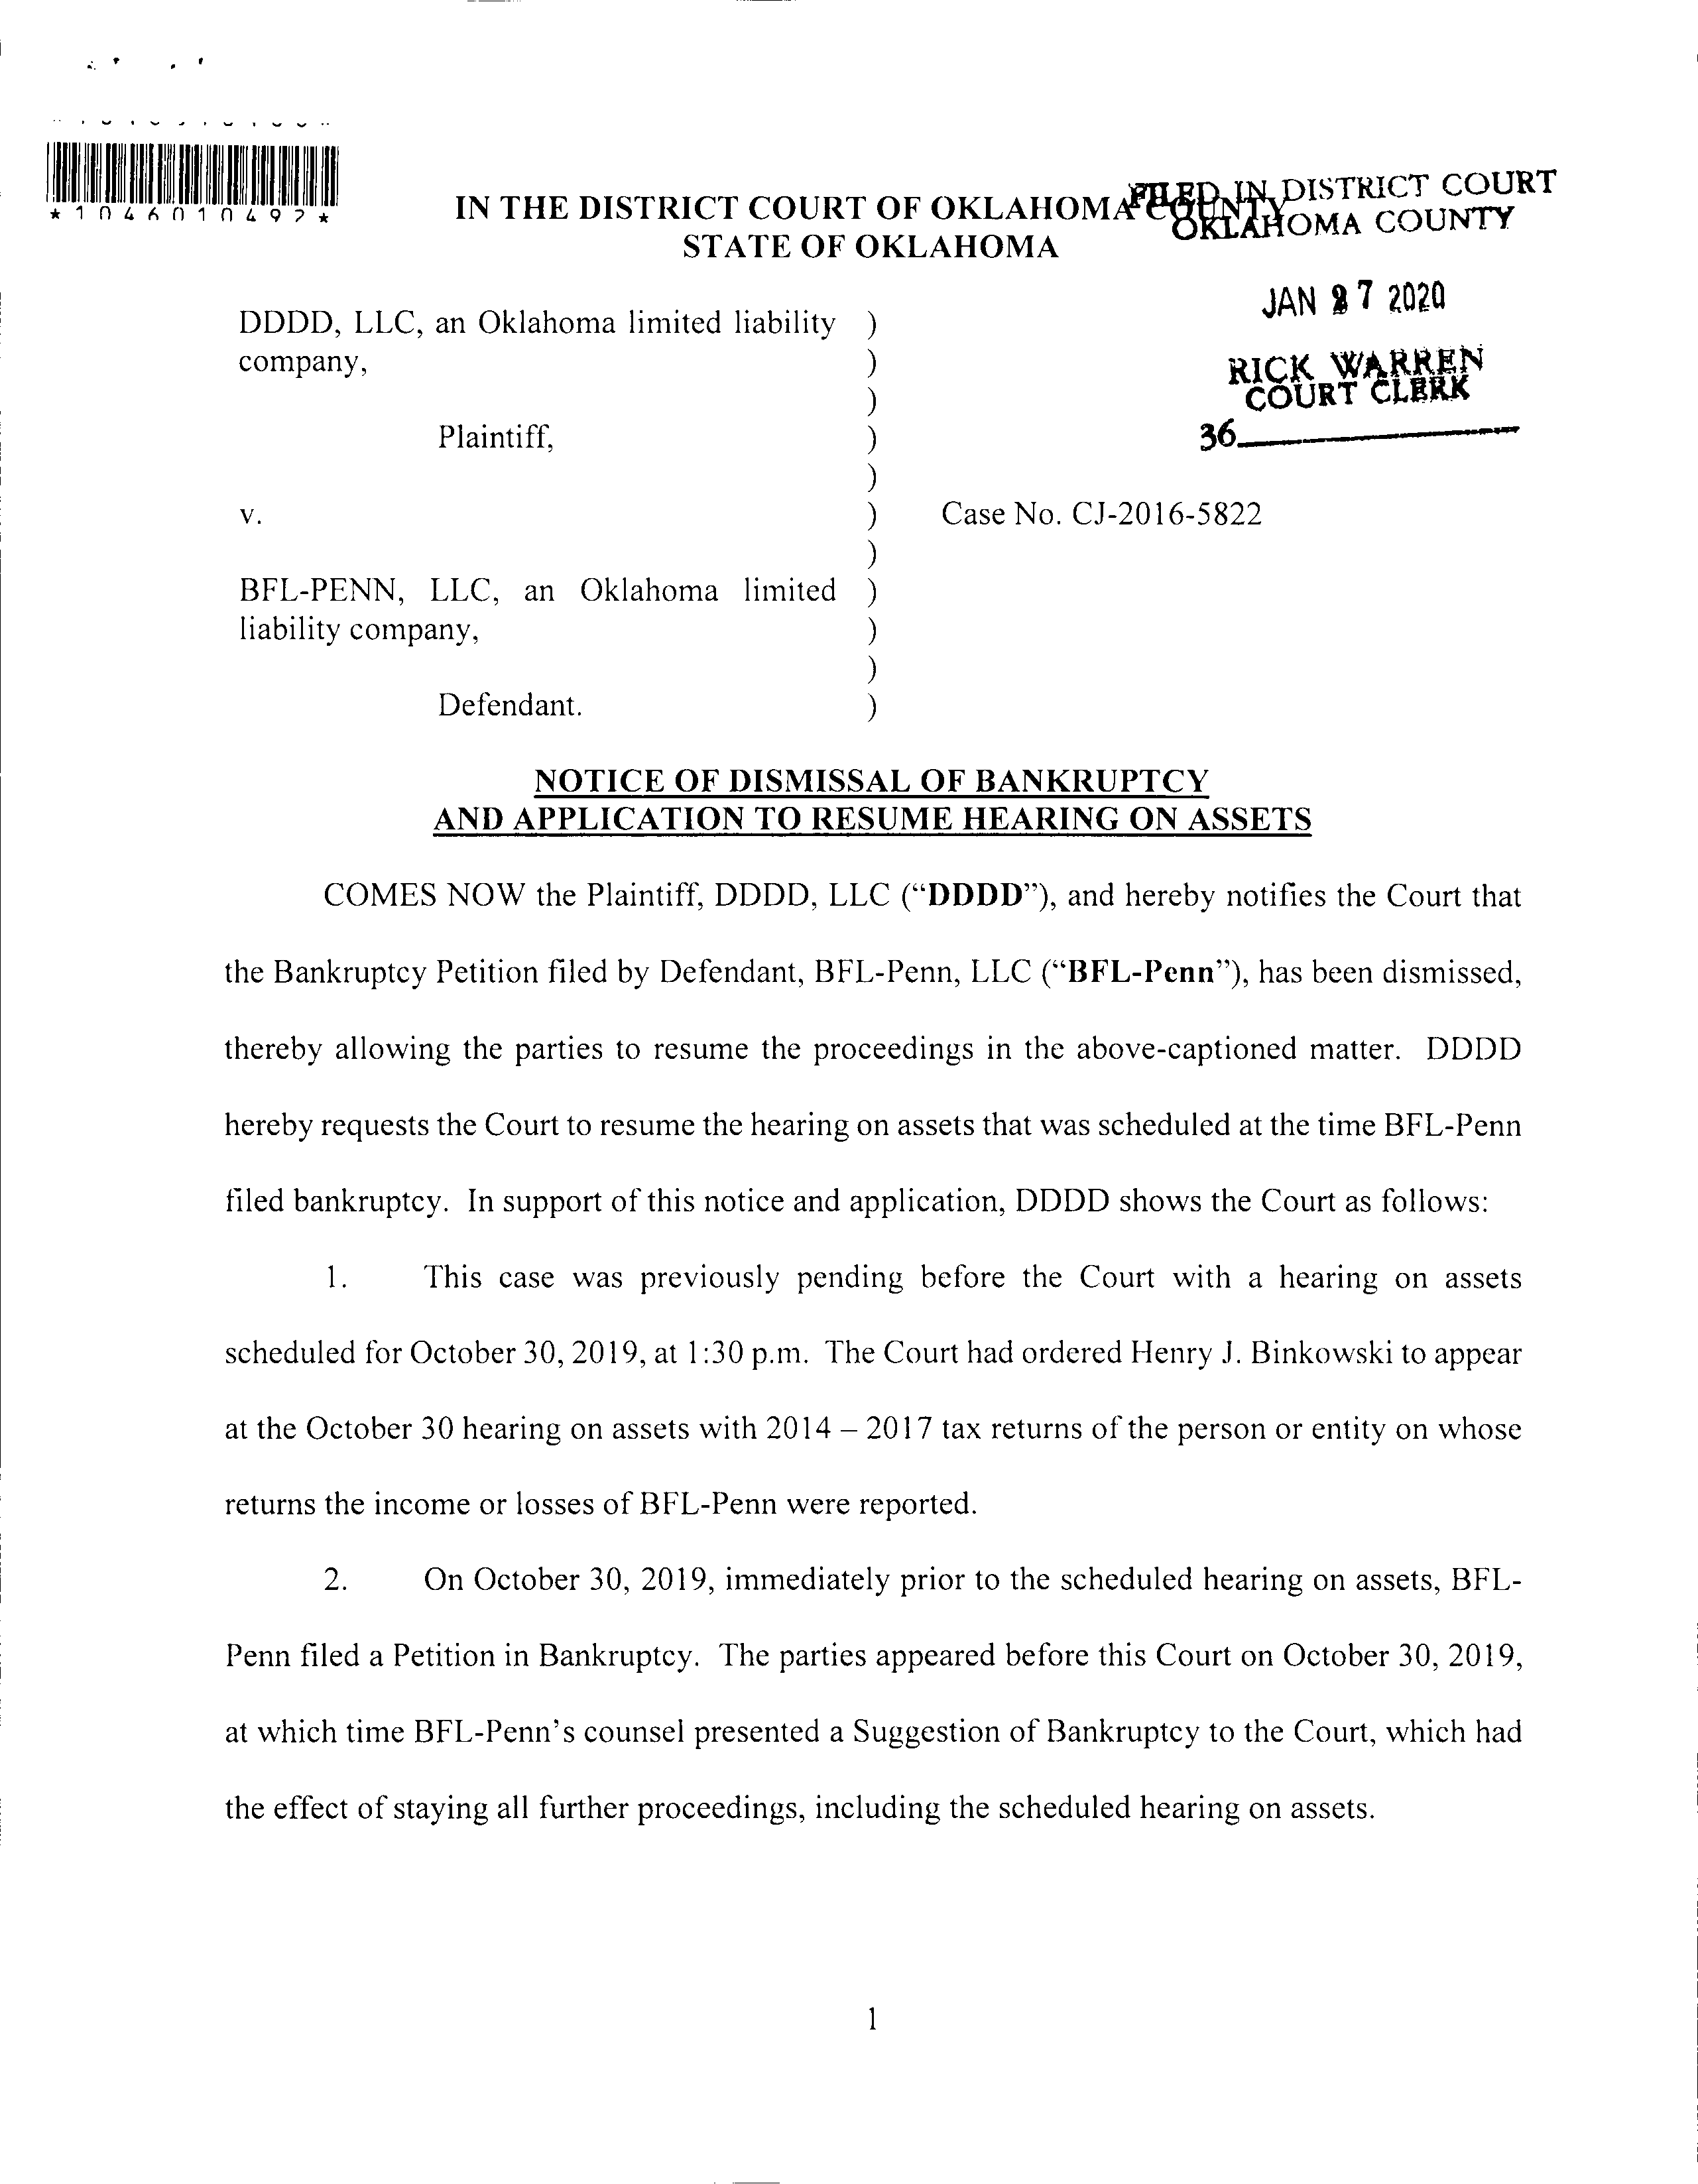 *1046010497*
IN THE DISTRICT COURT OF OKLAHOMA COUNTY
STATE OF OKLAHOMA
FILED IN DISTRICT COURT
OKLAHOMA COUNTY
JAN 27 2020
RICK WARREN
COURT CLERK
36
DDDD, LLC, an Oklahoma limited liability )
company, )
)
Plaintiff, )
)
v. ) Case No. CJ-2016-5822
)
BFL-PENN, LLC, an Oklahoma limited )
liability company, )
)
Defendant. )
NOTICE OF DISMISSAL OF BANKRUPTCY
AND APPLICATION TO RESUME HEARING ON ASSETS
COMES NOW the Plaintiff, DDDD, LLC (“DDDD”), and hereby notifies the Court that
the Bankruptcy Petition filed by Defendant, BFL-Penn, LLC (“BFL-Penn”), has been dismissed,
thereby allowing the parties to resume the proceedings in the above-captioned matter. DDDD
hereby requests the Court to resume the hearing on assets that was scheduled at the time BFL-Penn
filed bankruptcy. In support of this notice and application, DDDD shows the Court as follows:
1. This case was previously pending before the Court with a hearing on assets
scheduled for October 30, 2019, at 1:30 p.m. The Court had ordered Henry J. Binkowski to appear
at the October 30 hearing on assets with 2014 – 2017 tax returns of the person or entity on whose
returns the income or losses of BFL-Penn were reported.
2. On October 30, 2019, immediately prior to the scheduled hearing on assets, BFL-
Penn filed a Petition in Bankruptcy. The parties appeared before this Court on October 30, 2019,
at which time BFL-Penn’s counsel presented a Suggestion of Bankruptcy to the Court, which had
the effect of staying all further proceedings, including the scheduled hearing on assets.
1